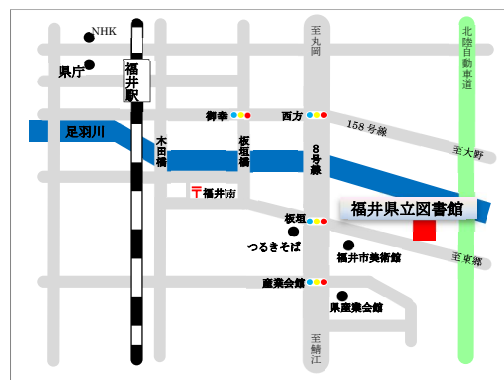 NHK
県庁
福井駅
至丸岡
北陸自動車道
御幸
西方
158号線
至大野
足羽川
木田橋
板垣橋
8号線
〒福井南
福井県立図書館
板垣
つるきそば
福井市美術館
至東郷
産業会館
県産業会館
至鯖江